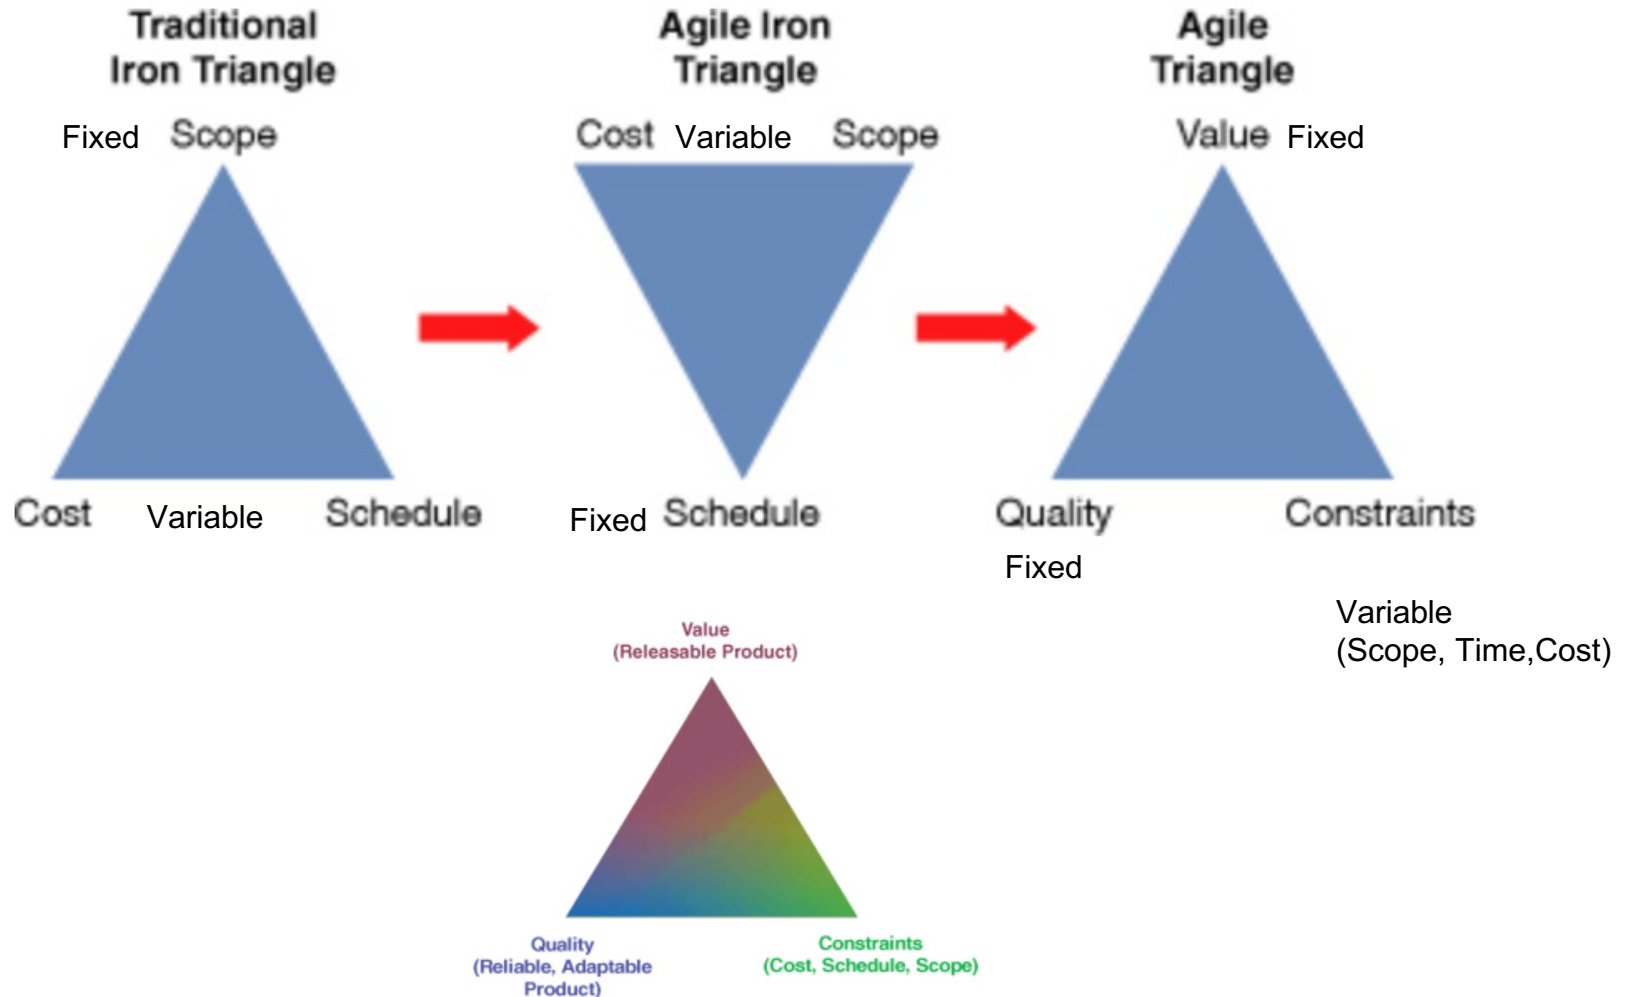 Traditional
Iron Triangle
Fixed Scope
Cost Variable Schedule
Agile Iron
Triangle
Cost Variable Scope
Fixed Schedule
Agile
Triangle
Value Fixed
Quality Constraints
Fixed
Variable
(Scope, Time,Cost)
Value
(Releasable Product)
Quality
(Reliable, Adaptable
Product)
Constraints
(Cost, Schedule, Scope)